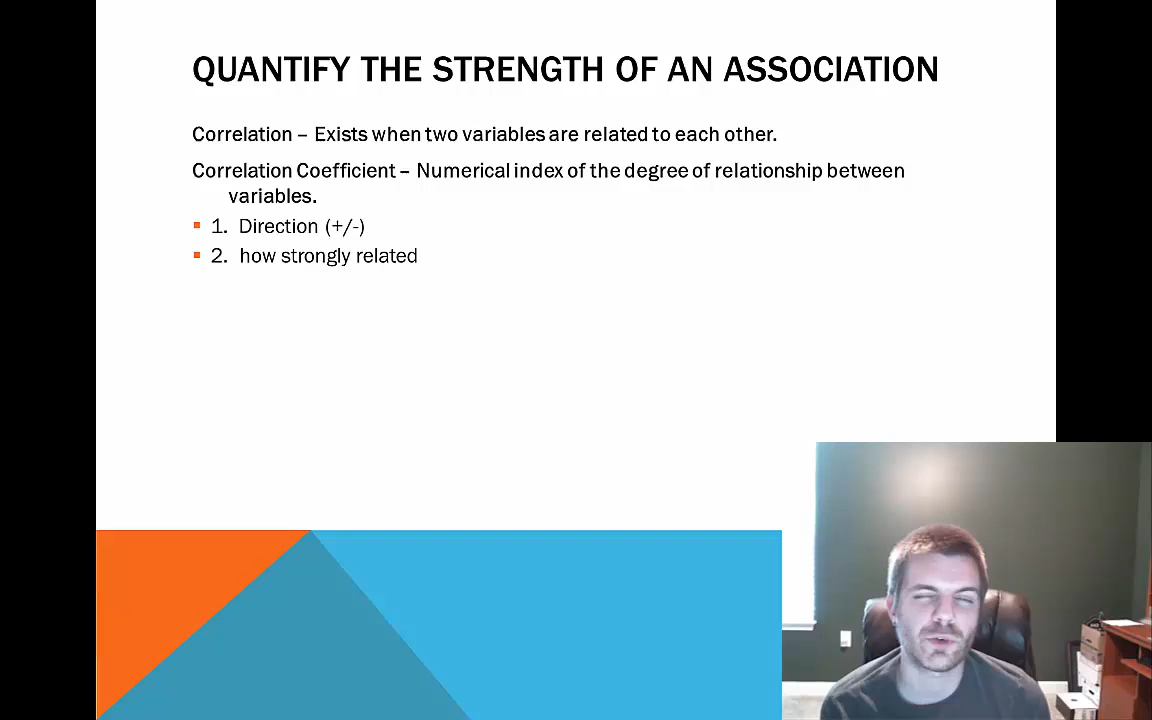 QUANTIFY THE STRENGTH OF AN ASSOCIATION
Correlation – Exists when two variables are related to each other.
Correlation Coefficient – Numerical index of the degree of relationship between
variables.
1. Direction (+/-)
2. how strongly related